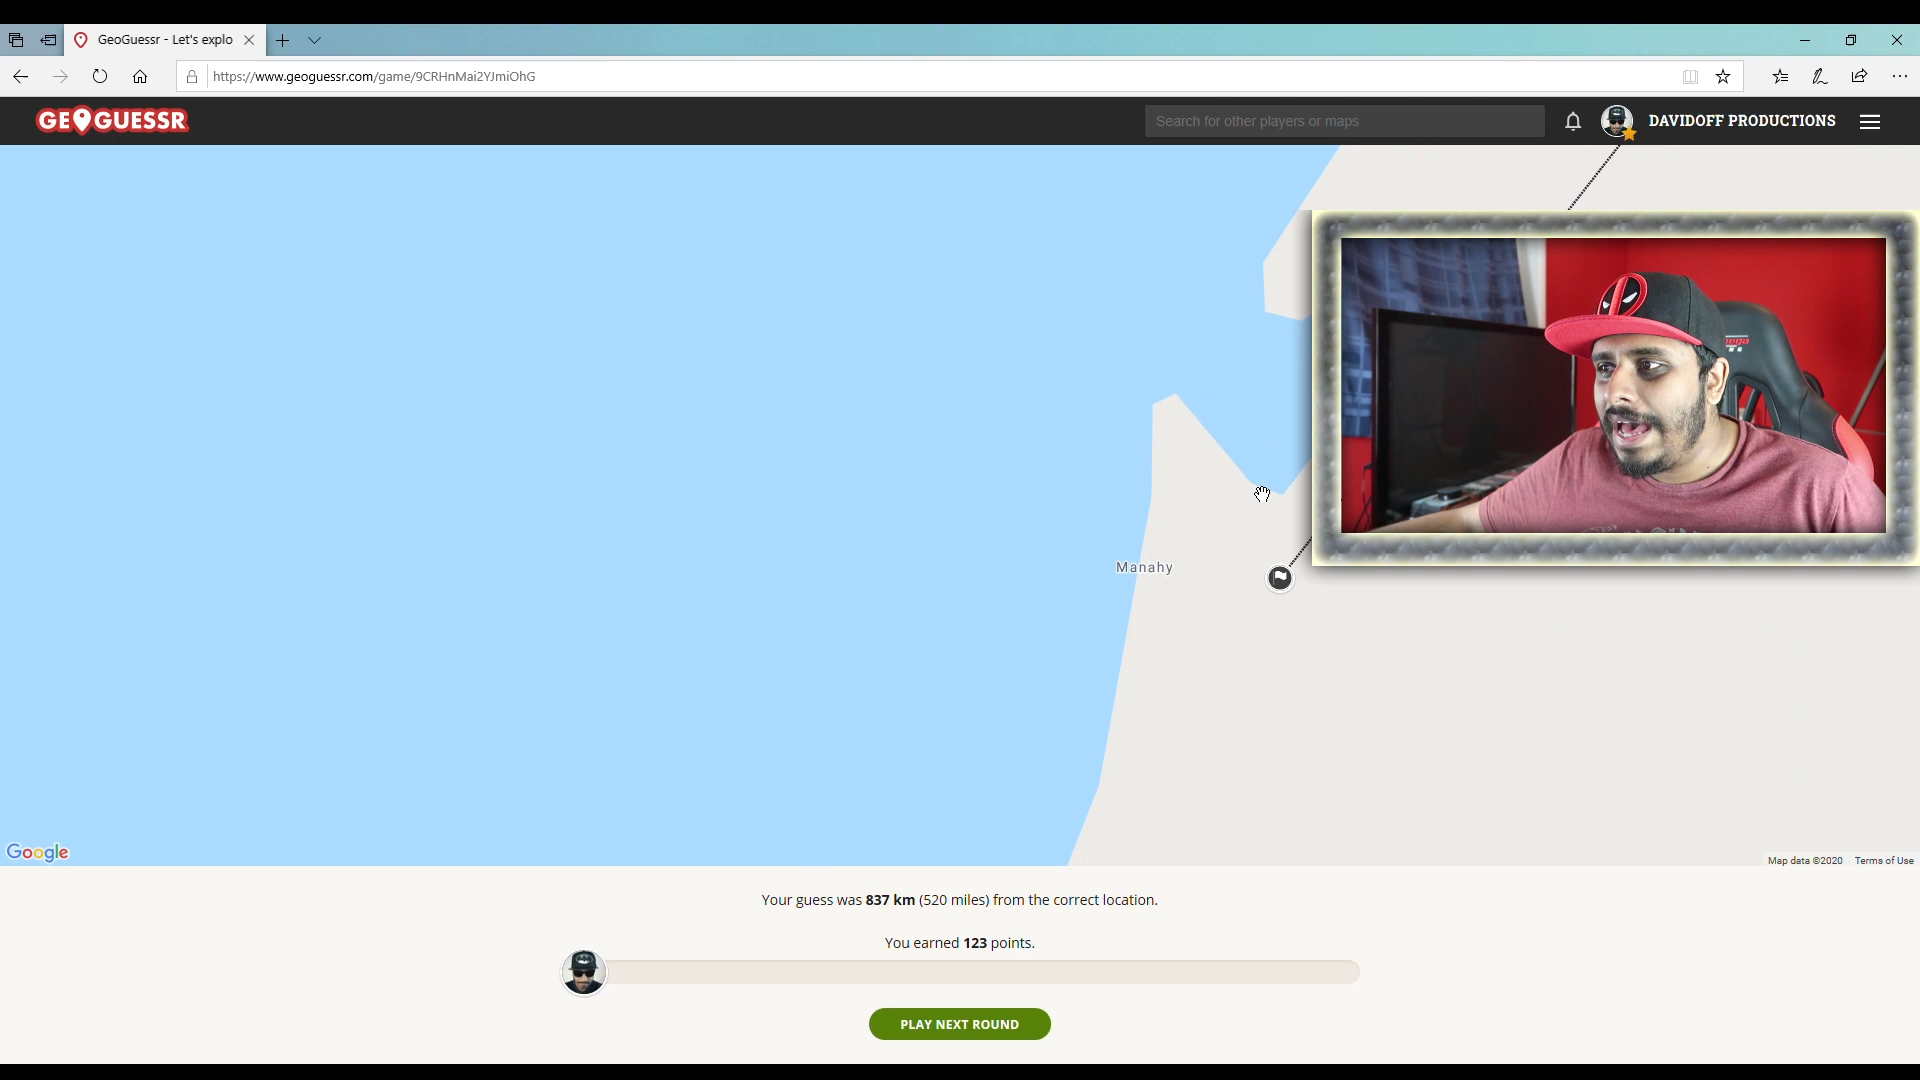 GeoGuessr - Let's explo
https://www.geoguessr.com/game/9CRHnMai2YJmiOhG
GEOGUESSR
Search for other players or maps
DAVIDOFF PRODUCTIONS
Manahy
Google
Map data ©2020 Terms of Use
Your guess was 837 km (520 miles) from the correct location.
You earned 123 points.
PLAY NEXT ROUND